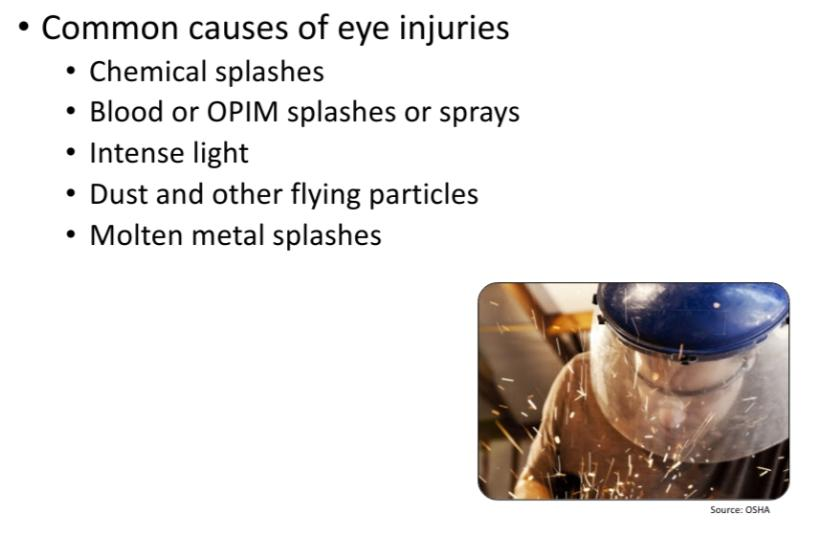 • Common causes of eye injuries
• Chemical splashes
• Blood or OPIM splashes or sprays
• Intense light
• Dust and other flying particles
• Molten metal splashes
Source: OSHA